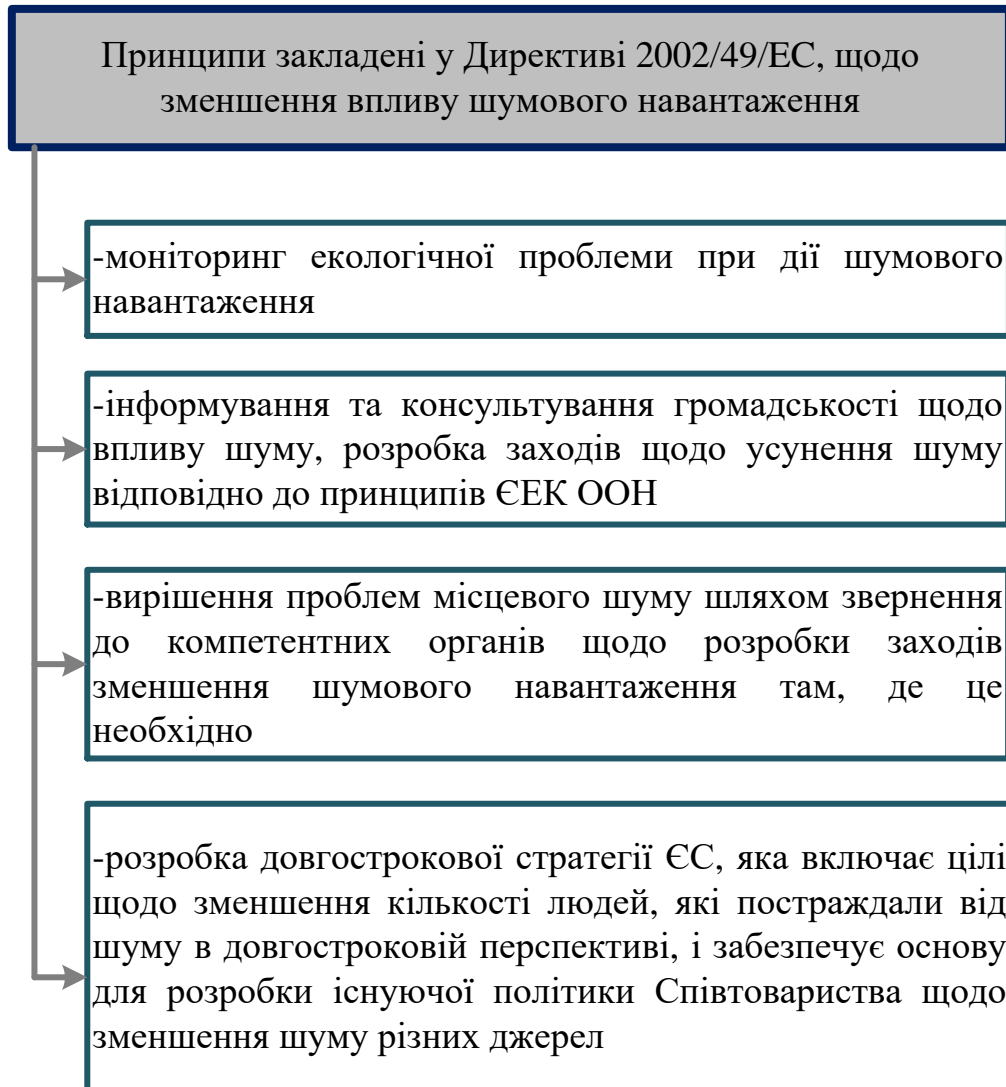 Принципи закладені у Директиві 2002/49/ЕС, щодо
зменшення впливу шумового навантаження
-моніторинг екологічної проблеми при дії шумового
навантаження
-інформування та консультування громадськості щодо
впливу шуму, розробка заходів щодо усунення шуму
відповідно до принципів ЄЕК ООН
-вирішення проблем місцевого шуму шляхом звернення
до компетентних органів щодо розробки заходів
зменшення шумового навантаження там, де це
необхідно
-розробка довгострокової стратегії ЄС, яка включає цілі
щодо зменшення кількості людей, які постраждали від
шуму в довгостроковій перспективі, і забезпечує основу
для розробки існуючої політики Співтовариства щодо
зменшення шуму різних джерел